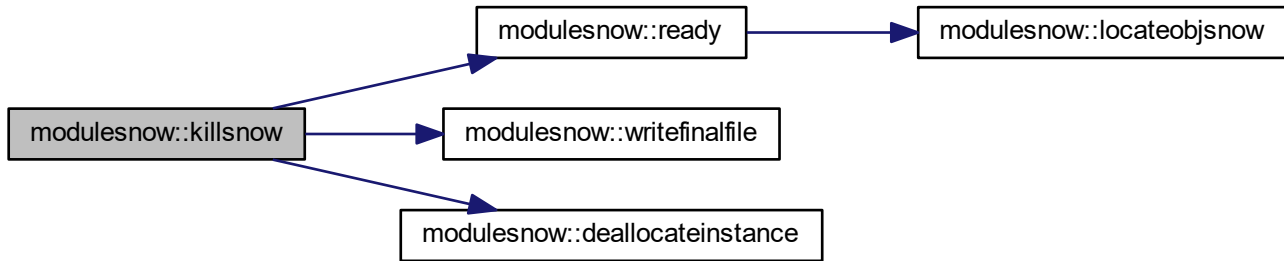 modulesnow::ready
modulesnow::locateobjsnow
modulesnow::killsnow
modulesnow::writefinalfile
modulesnow::deallocateinstance